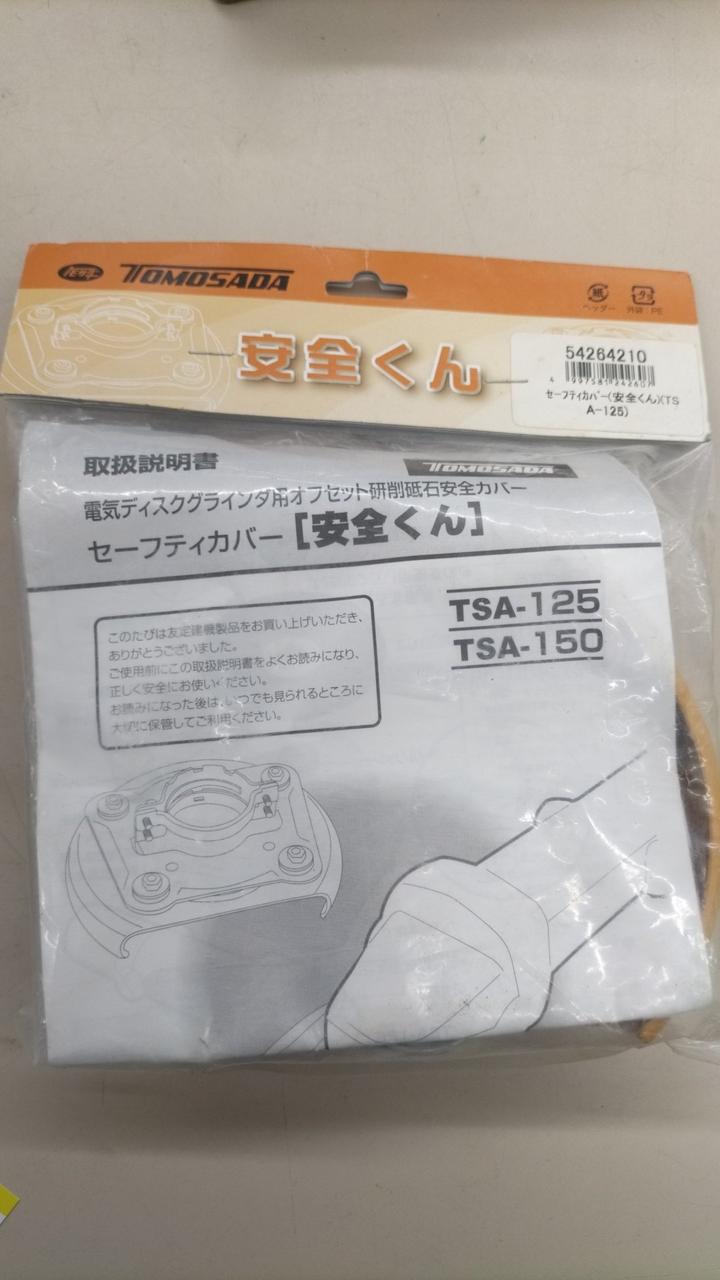 トモサダ
TOMOSADA
紙
ヘッダー
プラ
外袋：PE
安全くん
54264210
4 997581 242607
セーフティカバー(安全くん)(TS
A-125)
取扱説明書
TOMOSADA
電気ディスクグラインダ用オフセット研削砥石安全カバー
セーフティカバー［安全くん］
TSA-125
TSA-150
このたびは友定建機製品をお買い上げいただき、
ありがとうございました。
ご使用前にこの取扱説明書をよくお読みになり、
正しく安全にお使いください。
お読みになった後は、いつでも見られるところに
大切に保管してご利用ください。